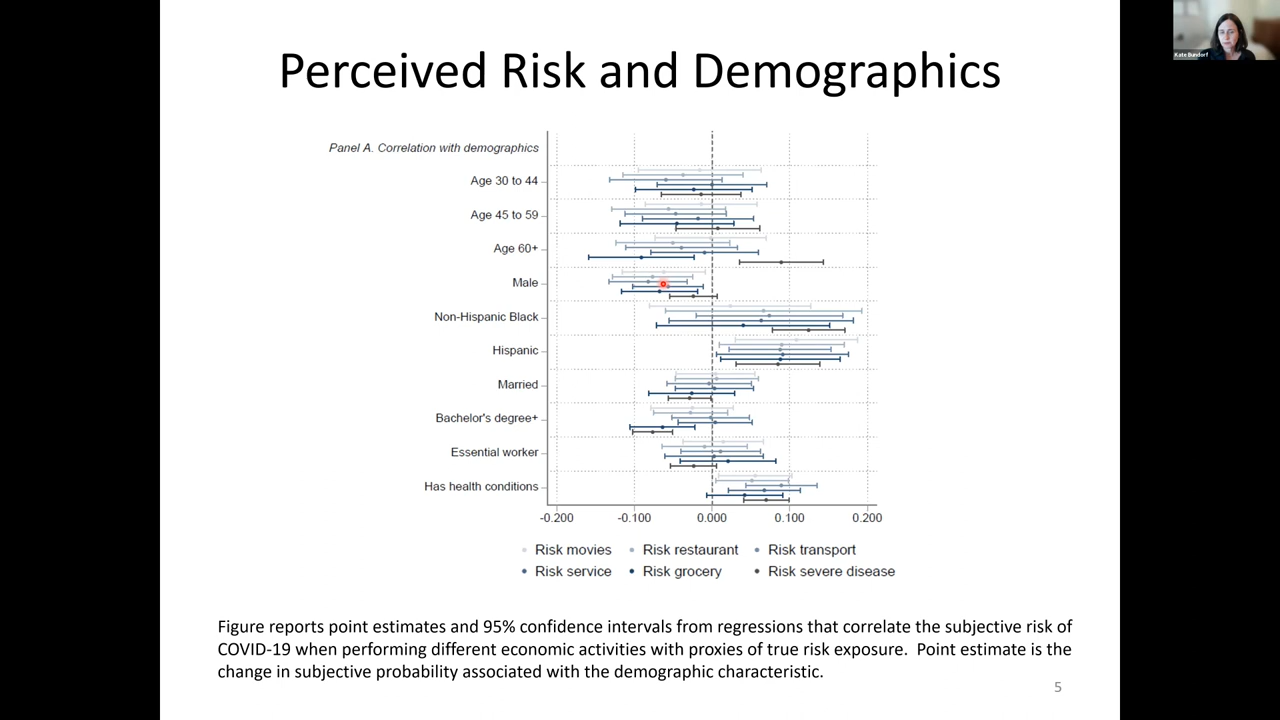 Perceived Risk and Demographics
Kate Bundorf
Panel A. Correlation with demographics
Age 30 to 44
Age 45 to 59
Age 60+
Male
Non-Hispanic Black
Hispanic
Married
Bachelor's degree+
Essential worker
Has health conditions
-0.200 -0.100 0.000 0.100 0.200
Risk movies Risk restaurant Risk transport
Risk service Risk grocery Risk severe disease
Figure reports point estimates and 95% confidence intervals from regressions that correlate the subjective risk of
COVID-19 when performing different economic activities with proxies of true risk exposure. Point estimate is the
change in subjective probability associated with the demographic characteristic.
5